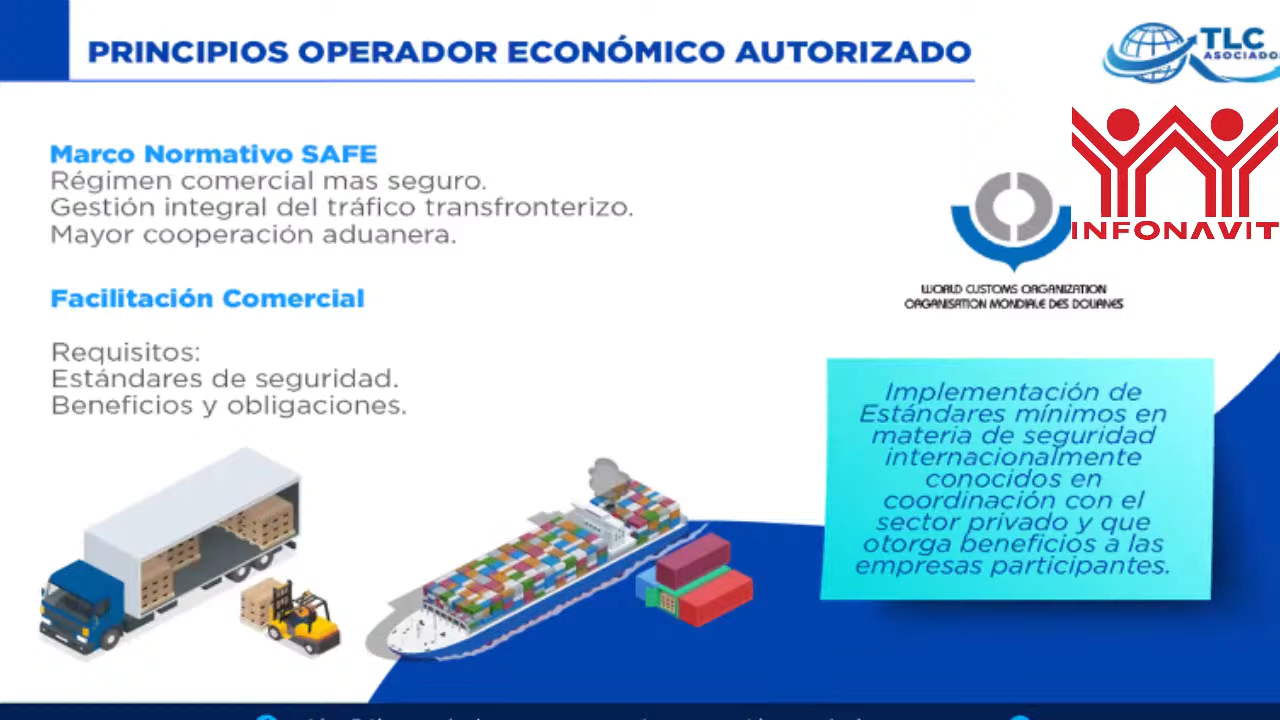 PRINCIPIOS OPERADOR ECONÓMICO AUTORIZADO
TLC
ASOCIADO
Marco Normativo SAFE
Régimen comercial mas seguro.
Gestión integral del tráfico transfronterizo.
Mayor cooperación aduanera.
INFONAVIT
WORLD CUSTOMS ORGANIZATION
ORGANISATION MONDIALE DES DOUANES
Facilitación Comercial
Requisitos:
Estándares de seguridad.
Beneficios y obligaciones.
Implementación de
Estándares mínimos en
materia de seguridad
internacionalmente
conocidos en
coordinación con el
sector privado y que
otorga beneficios a las
empresas participantes.